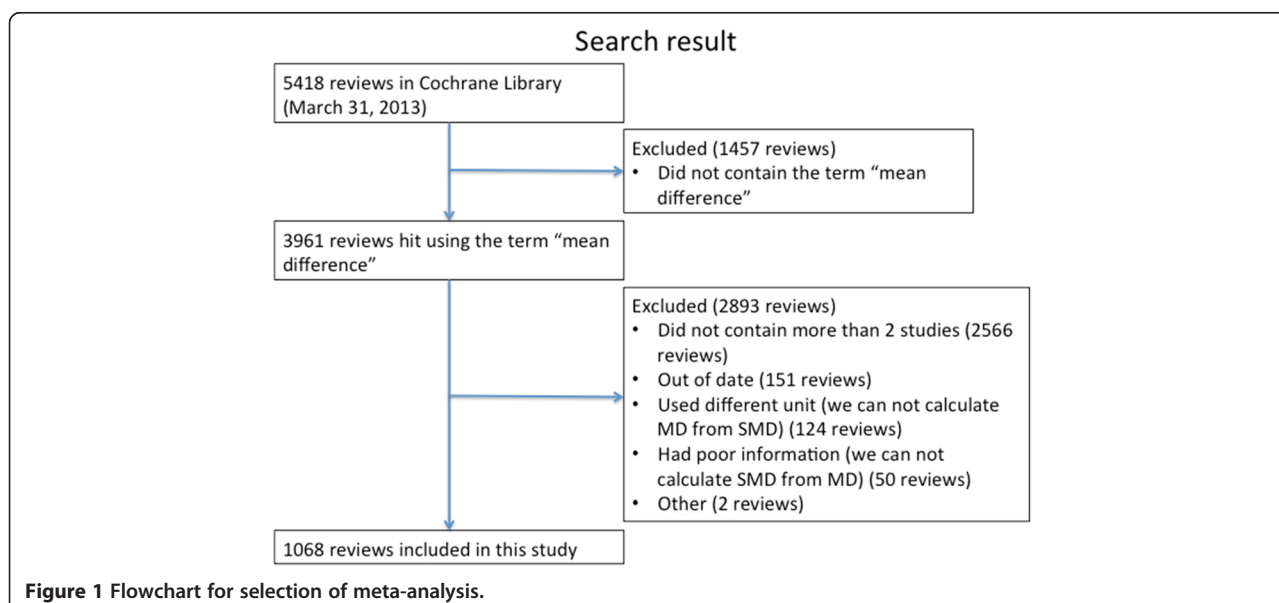 Search result
5418 reviews in Cochrane Library
(March 31, 2013)
Excluded (1457 reviews)
• Did not contain the term “mean
difference”
3961 reviews hit using the term “mean
difference”
Excluded (2893 reviews)
• Did not contain more than 2 studies (2566
reviews)
• Out of date (151 reviews)
• Used different unit (we can not calculate
MD from SMD) (124 reviews)
• Had poor information (we can not
calculate SMD from MD) (50 reviews)
• Other (2 reviews)
1068 reviews included in this study
Figure 1 Flowchart for selection of meta-analysis.